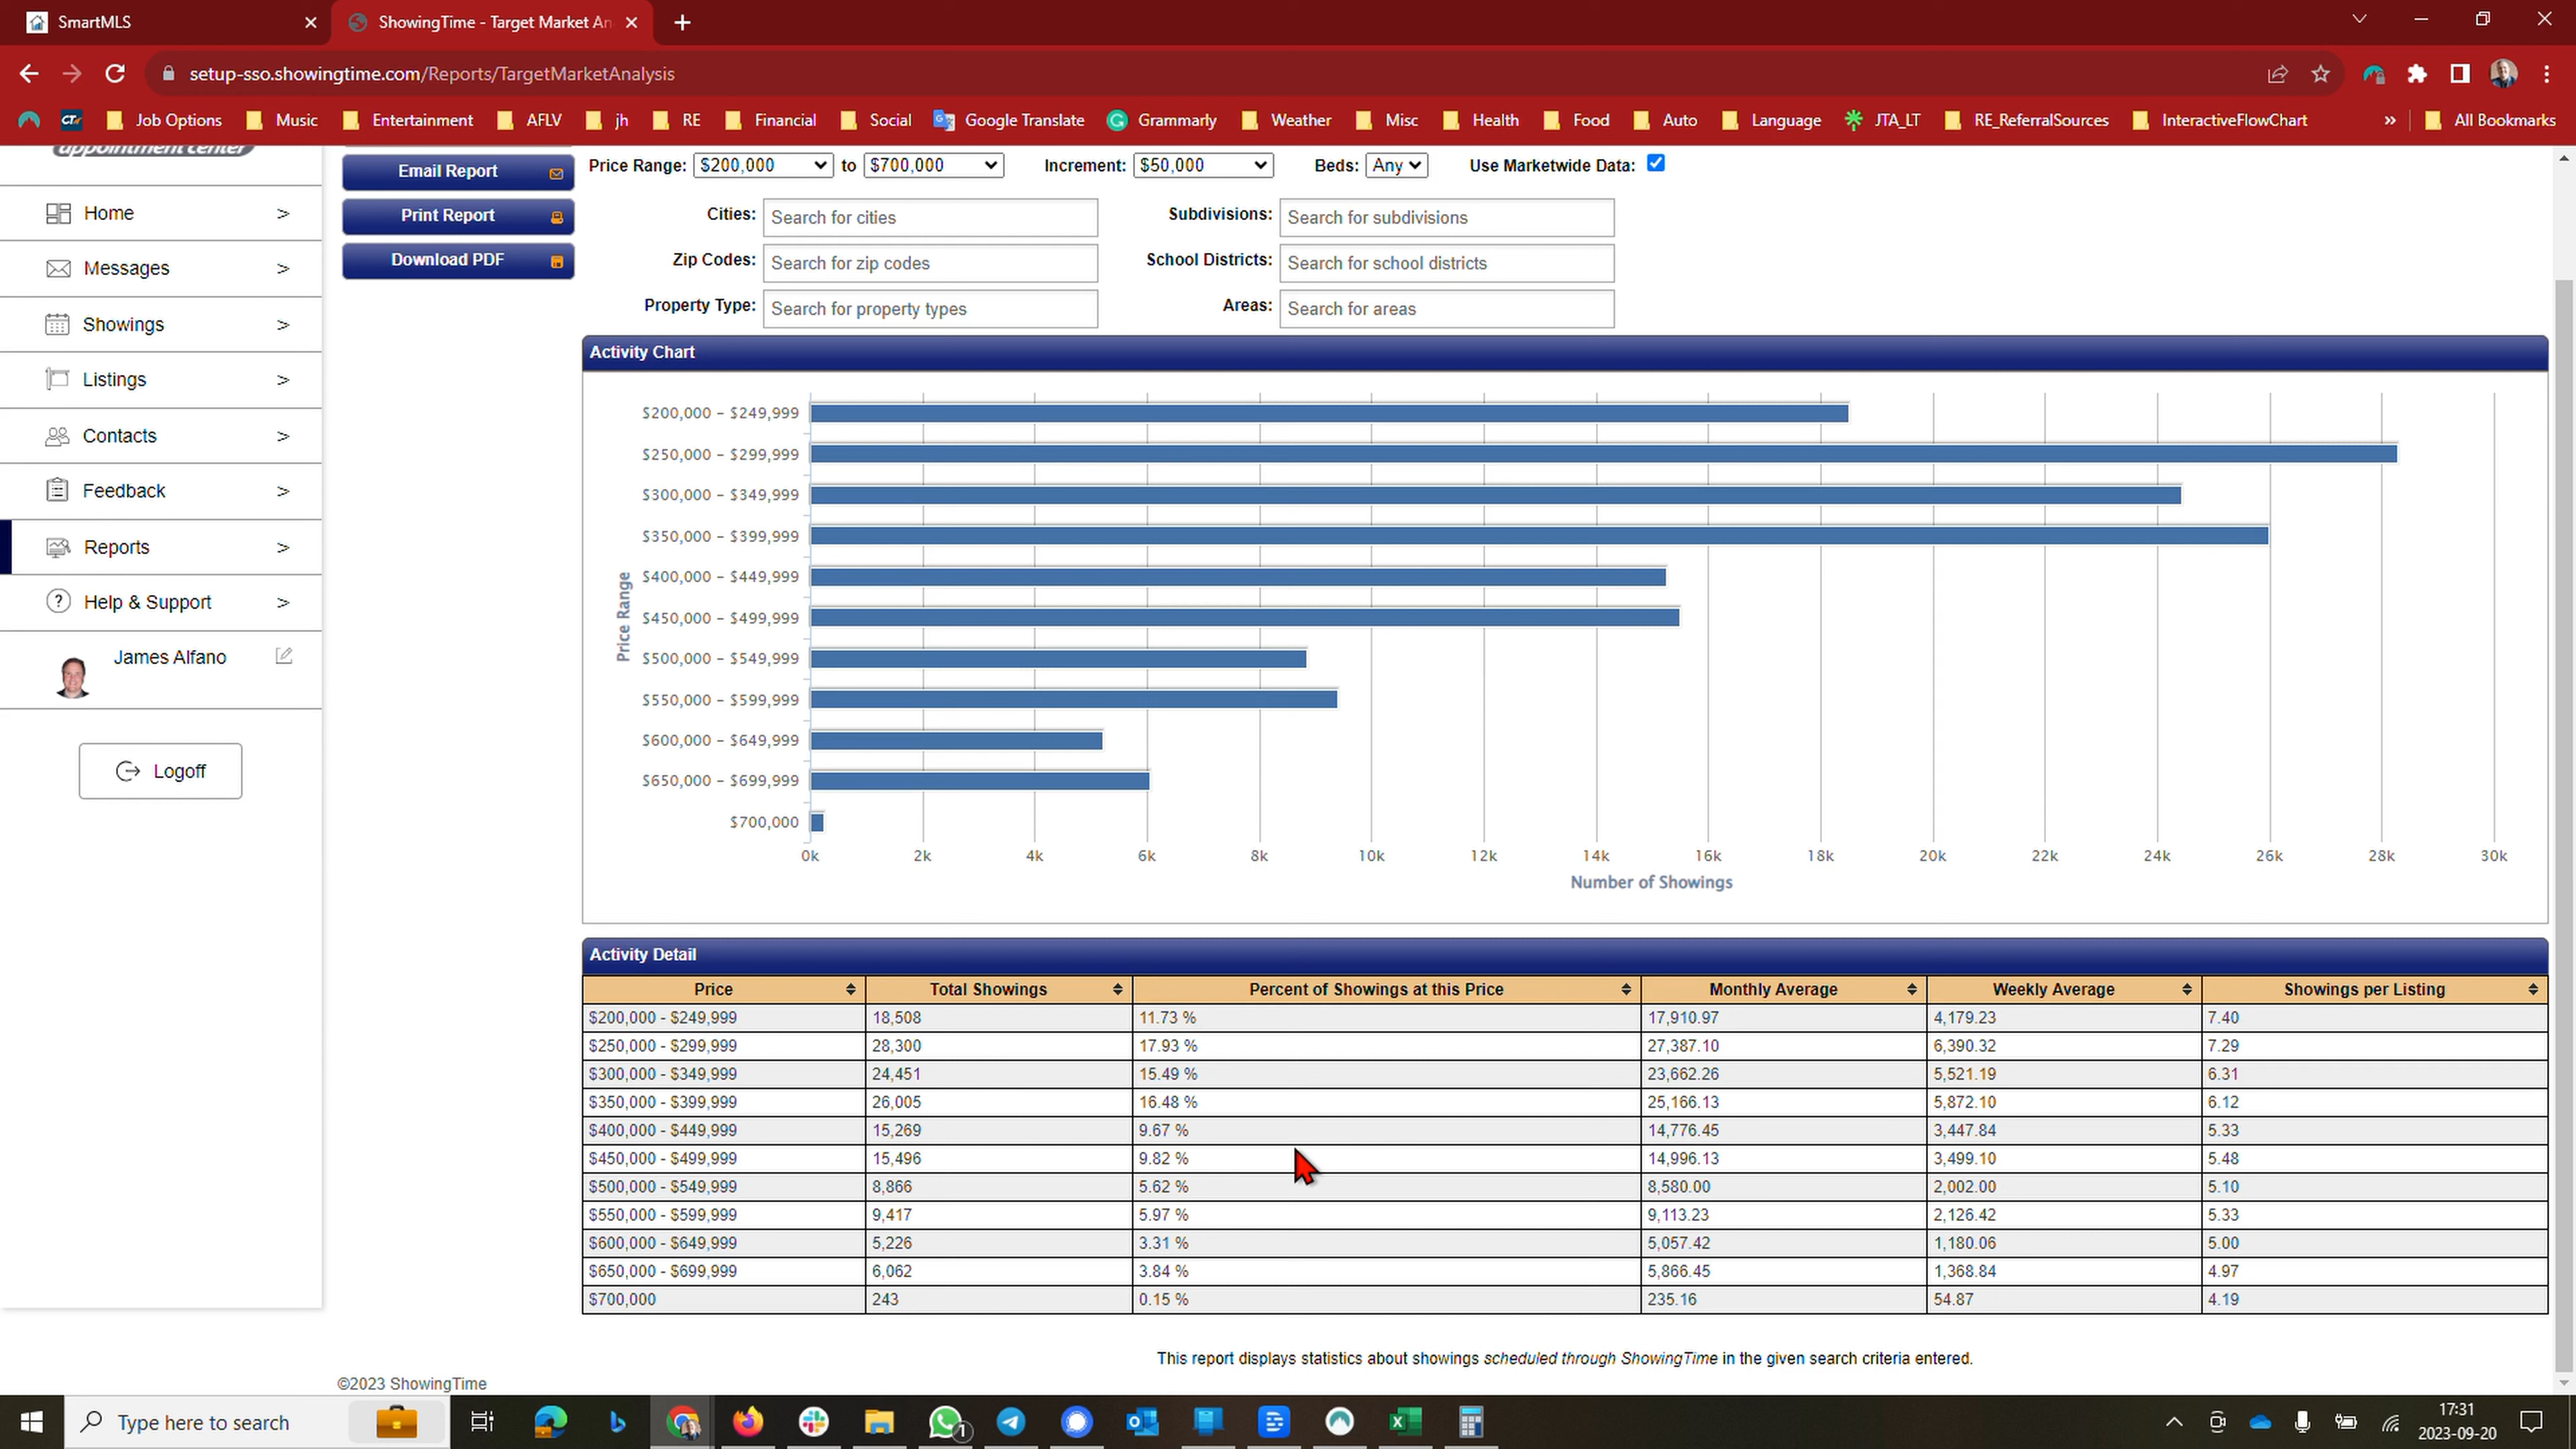 SmartMLS
ShowingTime - Target Market An
setup-sso.showingtime.com/Reports/TargetMarketAnalysis
CT Job Options Music Entertainment AFLV jh RE Financial Social Google Translate Grammarly Weather Misc Health Food Auto Language JTA_LT RE_ReferralSources InteractiveFlowChart » All Bookmarks
appointment center
Home >
Messages >
Showings >
Listings >
Contacts >
Feedback >
Reports >
Help & Support >
James Alfano
Logoff
Email Report
Print Report
Download PDF
Price Range: $200,000 to $700,000 Increment: $50,000 Beds: Any Use Marketwide Data:
Cities: Search for cities Subdivisions: Search for subdivisions
Zip Codes: Search for zip codes School Districts: Search for school districts
Property Type: Search for property types Areas: Search for areas
Activity Chart
Price Range
$200,000 - $249,999
$250,000 - $299,999
$300,000 - $349,999
$350,000 - $399,999
$400,000 - $449,999
$450,000 - $499,999
$500,000 - $549,999
$550,000 - $599,999
$600,000 - $649,999
$650,000 - $699,999
$700,000
0k 2k 4k 6k 8k 10k 12k 14k 16k 18k 20k 22k 24k 26k 28k 30k
Number of Showings
Activity Detail
Price Total Showings Percent of Showings at this Price Monthly Average Weekly Average Showings per Listing
$200,000 - $249,999 18,508 11.73 % 17,910.97 4,179.23 7.40
$250,000 - $299,999 28,300 17.93 % 27,387.10 6,390.32 7.29
$300,000 - $349,999 24,451 15.49 % 23,662.26 5,521.19 6.31
$350,000 - $399,999 26,005 16.48 % 25,166.13 5,872.10 6.12
$400,000 - $449,999 15,269 9.67 % 14,776.45 3,447.84 5.33
$450,000 - $499,999 15,496 9.82 % 14,996.13 3,499.10 5.48
$500,000 - $549,999 8,866 5.62 % 8,580.00 2,002.00 5.10
$550,000 - $599,999 9,417 5.97 % 9,113.23 2,126.42 5.33
$600,000 - $649,999 5,226 3.31 % 5,057.42 1,180.06 5.00
$650,000 - $699,999 6,062 3.84 % 5,866.45 1,368.84 4.97
$700,000 243 0.15 % 235.16 54.87 4.19
This report displays statistics about showings scheduled through ShowingTime in the given search criteria entered.
©2023 ShowingTime
Type here to search
1
17:31
2023-09-20